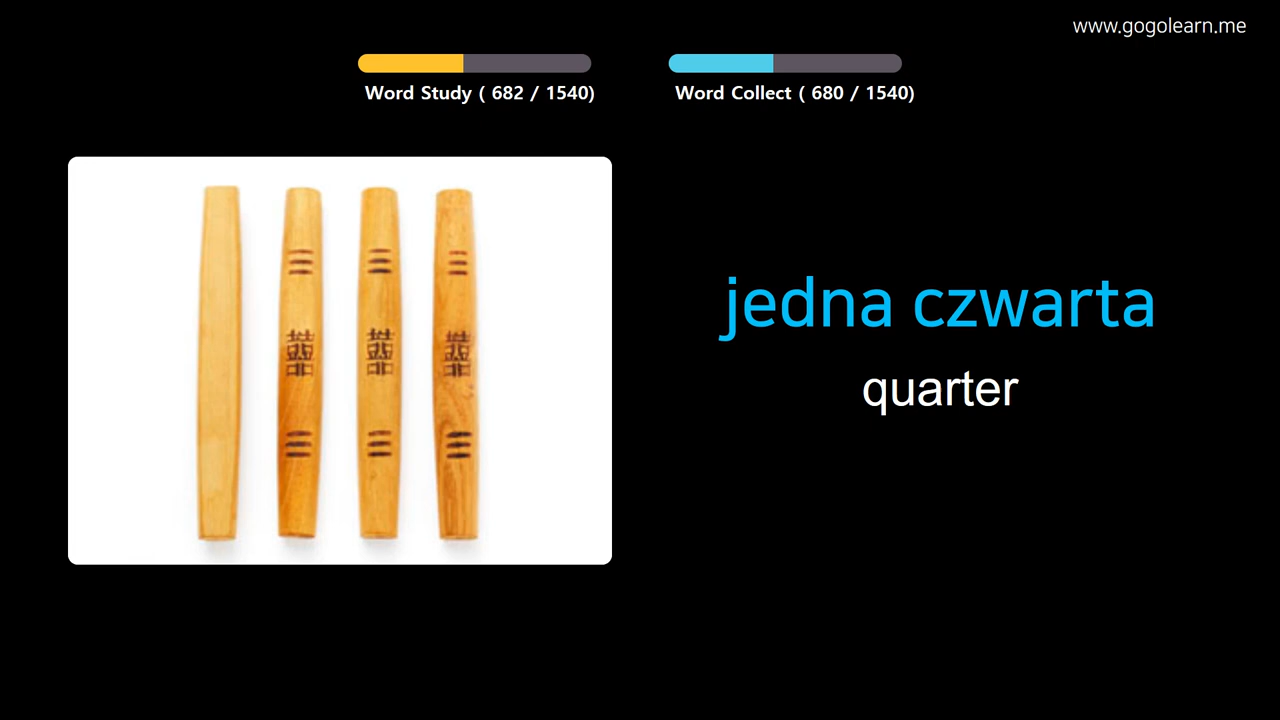 www.gogolearn.me
Word Study ( 682 / 1540)
Word Collect ( 680 / 1540)
jedna czwarta
quarter